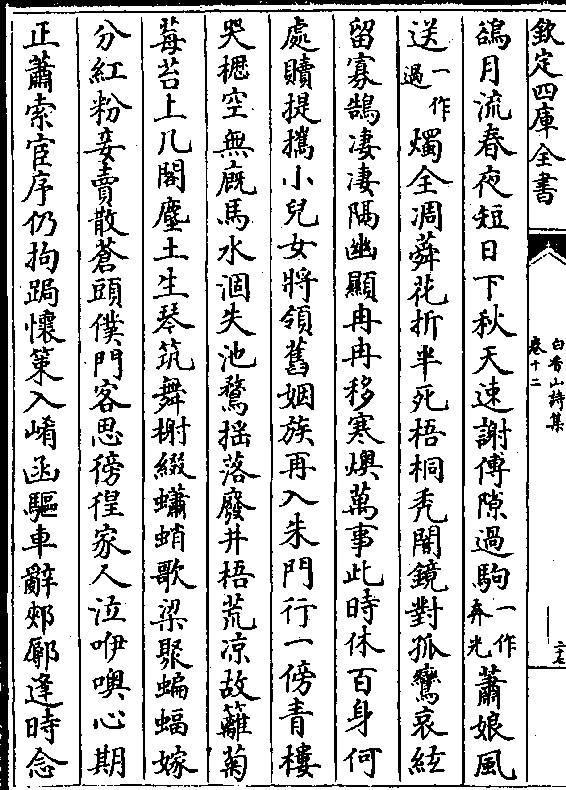 欽定四庫全書
白香山詩集
卷十二
二七
鵒月流春夜短日下秋天速謝傅隙過駒一作奔光蕭娘風
送一作過燭全凋蕣花折半死梧桐秃闇鏡對孤鸞哀絃
留寡鵠凄凄隔幽顯冉冉移寒燠萬事此時休百身何
處贖提攜小兒女將領舊姻族再入朱門行一傍青樓
哭櫪空無廐馬水涸失池鶩摇落廢井梧荒凉故籬菊
莓苔上几閣塵土生琴筑舞榭綴蠨蛸歌梁聚蝙蝠嫁
分紅粉妾賣散蒼頭僕門客思徬徨家人泣咿噢心期
正蕭索宦序仍拘跼懷策入崤函驅車辭郟鄏逢時念